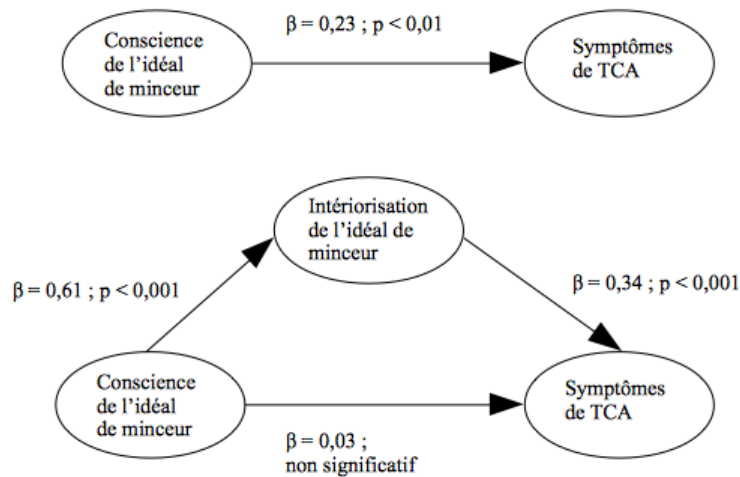 Conscience
de l'idéal
de minceur
β = 0,23 ; p < 0,01
Symptômes
de TCA
Intériorisation
de l'idéal de
minceur
β = 0,61 ; p < 0,001
β = 0,34 ; p < 0,001
Conscience
de l'idéal
de minceur
β = 0,03 ;
non significatif
Symptômes
de TCA